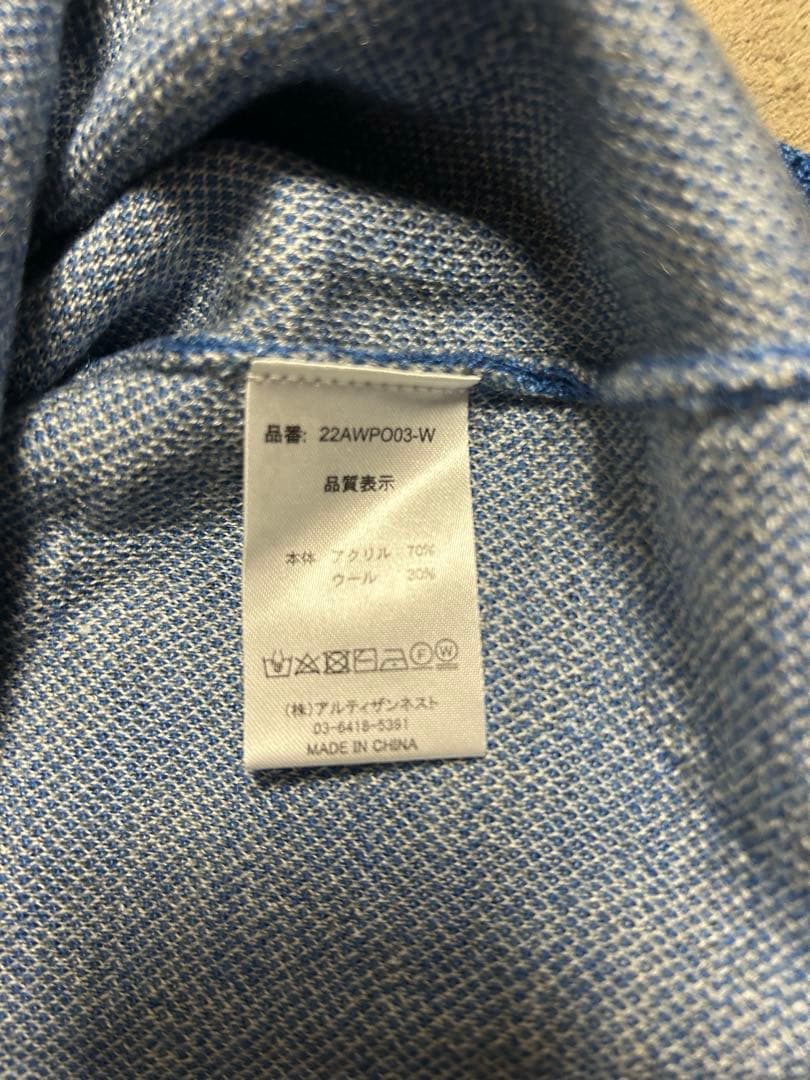 品番: 22AWPO03-W
品質表示
本体 アクリル 70%
ウール 30%
F W
(株)アルティザンネスト
03-6418-5361
MADE IN CHINA